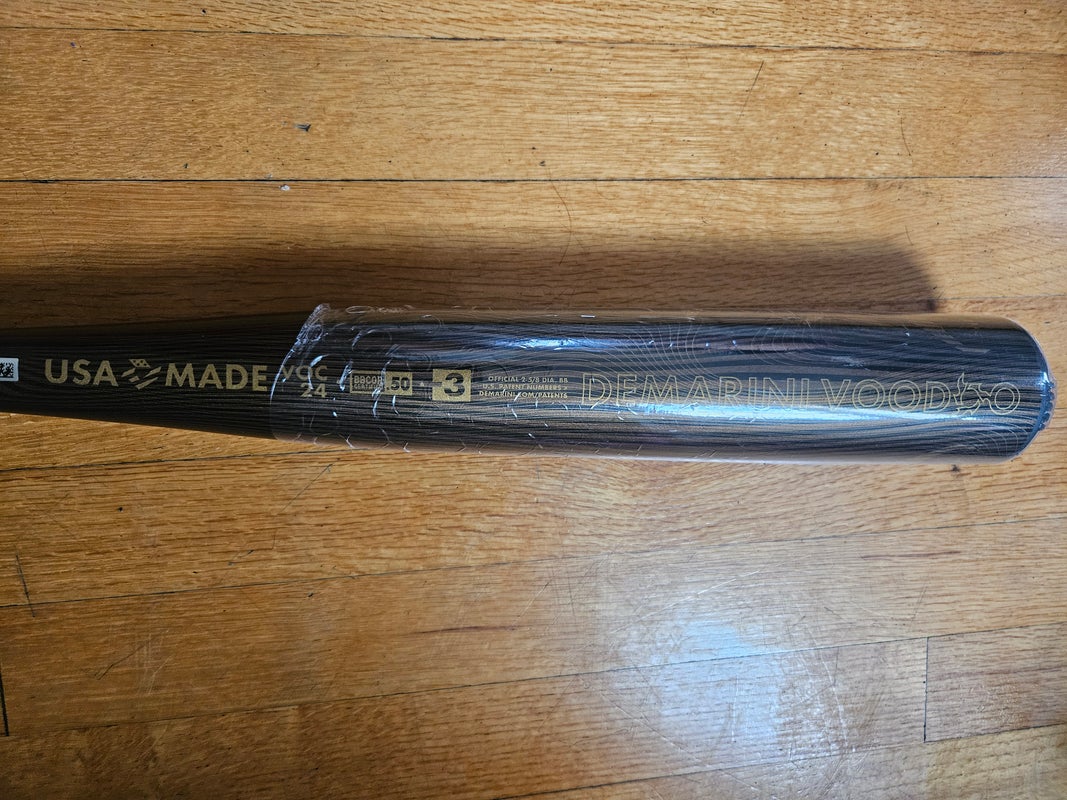 USA MADE
VOC
24
BBCOR
CERTIFIED
.50
-3
OFFICIAL 2-5/8 DIA. BB
U.S. PATENT NUMBERS >
DEMARINI.COM/PATENTS
DEMARINI VOODOO